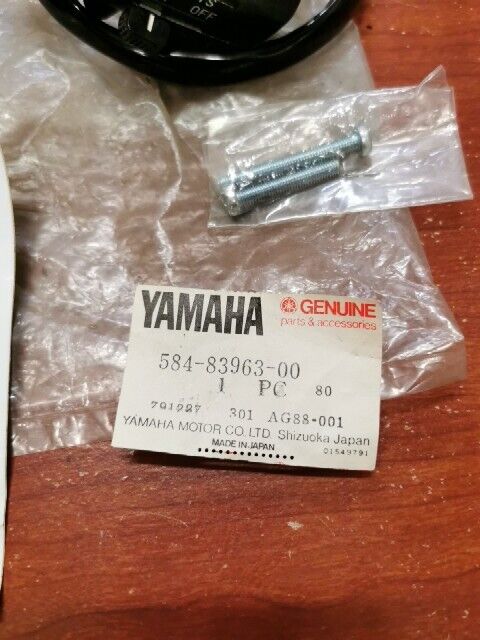 OFF
YAMAHA
GENUINE
parts & accessories
584-83963-00
1 PC 80
791227 301 AG88-001
YAMAHA MOTOR CO. LTD. Shizuoka Japan
MADE IN JAPAN
01549791